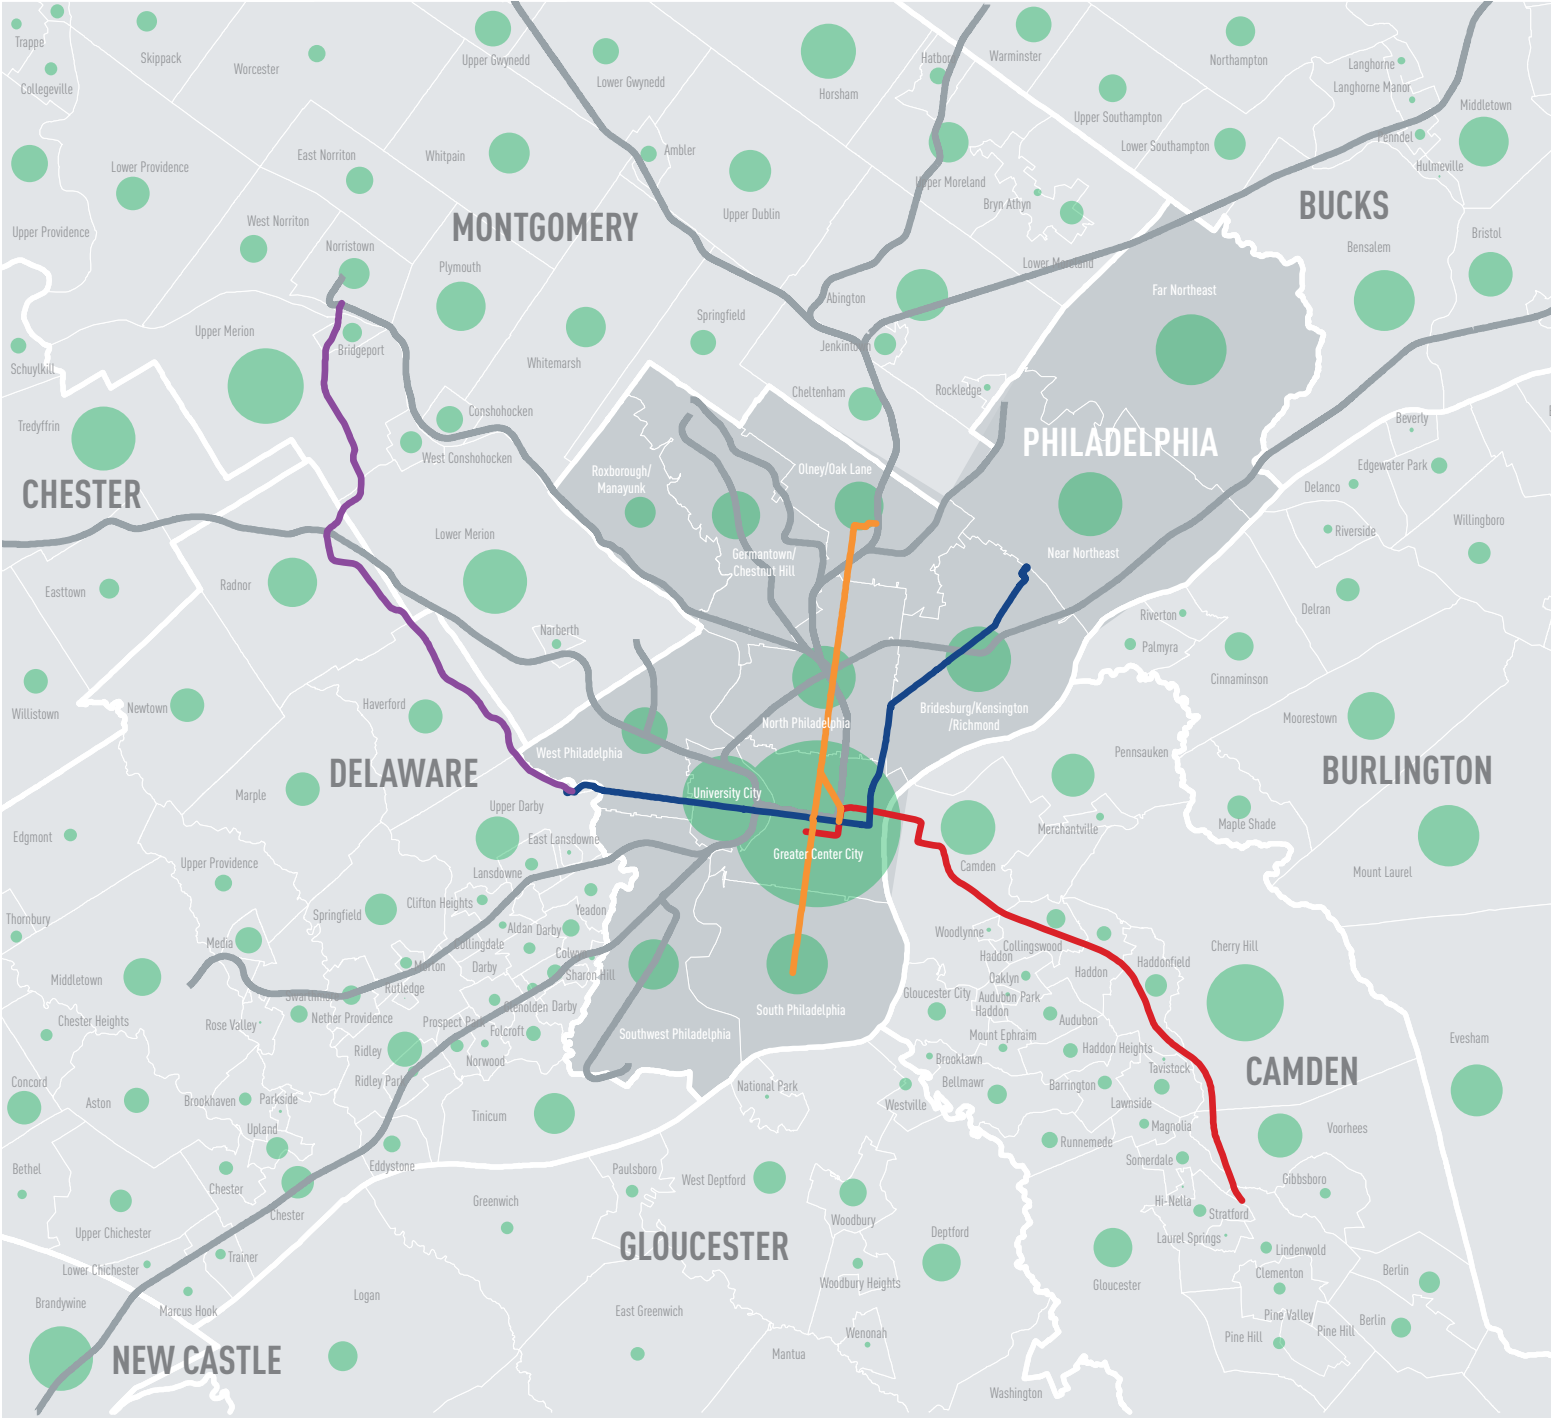 Trappe
Skippack
Collegeville
Worcester
Upper Gwynedd
Lower Gwynedd
Horsham
Hatbor
Warminster
Northampton
Langhorne
Langhorne Manor
Middletown
Upper Southampton
Lower Southampton
Penndel
Hulmeville
East Norriton
Whitpain
Ambler
Lower Providence
Upper Moreland
Bryn Athyn
BUCKS
West Norriton
MONTGOMERY
Upper Dublin
Upper Providence
Norristown
Bristol
Bensalem
Plymouth
Lower Moreland
Abington
Far Northeast
Upper Merion
Springfield
Bridgeport
Jenkintown
Whitemarsh
Schuylkill
Cheltenham
Rockledge
Conshohocken
Beverly
Tredyffrin
PHILADELPHIA
West Conshohocken
Roxborough/
Manayunk
Olney/Oak Lane
Edgewater Park
Delanco
CHESTER
Lower Merion
Riverside
Willingboro
Germantown/
Chestnut Hill
Near Northeast
Radnor
Easttown
Delran
Riverton
Narberth
Palmyra
Cinnaminson
Willistown
Newtown
Haverford
North Philadelphia
Bridesburg/Kensington
/Richmond
Moorestown
West Philadelphia
Pennsauken
DELAWARE
BURLINGTON
University City
Marple
Upper Darby
Maple Shade
Merchantville
Edgmont
East Lansdowne
Greater Center City
Upper Providence
Lansdowne
Camden
Mount Laurel
Clifton Heights
Springfield
Yeadon
Thornbury
Aldan
Darby
Woodlynne
Media
Collingdale
Collingswood
Cherry Hill
Colwyn
Haddon
Haddonfield
Morton
Darby
Sharon Hill
Haddon
Middletown
Rutledge
Oaklyn
Swarthmore
Glenolden
Darby
South Philadelphia
Gloucester City
Audubon Park
Haddon
Chester Heights
Rose Valley
Nether Providence
Prospect Park
Folcroft
Southwest Philadelphia
Audubon
Mount Ephraim
Evesham
Ridley
Norwood
Haddon Heights
Brooklawn
Tavistock
CAMDEN
Concord
Ridley Park
National Park
Bellmawr
Barrington
Aston
Brookhaven
Parkside
Westville
Lawnside
Tinicum
Upland
Magnolia
Voorhees
Runnemede
Bethel
Eddystone
Paulsboro
West Deptford
Somerdale
Gibbsboro
Chester
Greenwich
Hi-Nella
Chester
Woodbury
Stratford
Upper Chichester
GLOUCESTER
Deptford
Laurel Springs
Lindenwold
Trainer
Lower Chichester
Berlin
Clementon
Woodbury Heights
Gloucester
Logan
Brandywine
Marcus Hook
East Greenwich
Pine Valley
Berlin
Pine Hill
Pine Hill
Wenonah
NEW CASTLE
Mantua
Washington